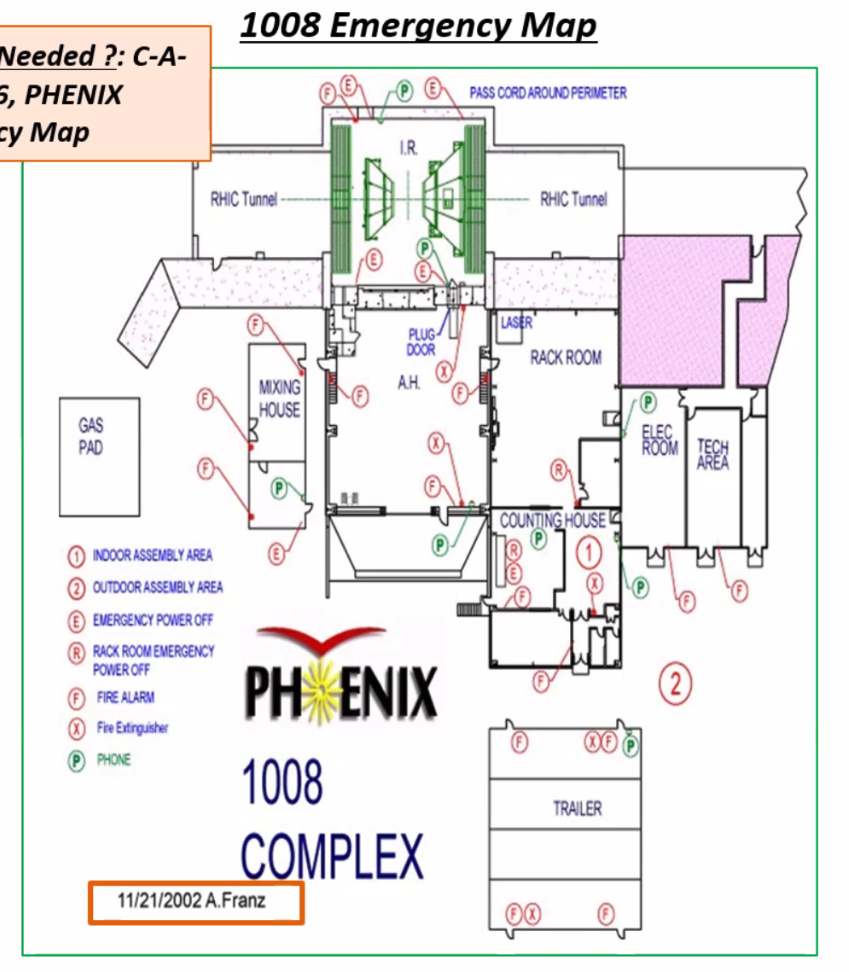 1008 Emergency Map
Needed ?: C-A-
6, PHENIX
cy Map
F
E
P
E
PASS CORD AROUND PERIMETER
I.R.
RHIC Tunnel
RHIC Tunnel
P
E
E
F
PLUG
DOOR
LASER
RACK ROOM
A.H.
X
F
F
MIXING
HOUSE
F
GAS
PAD
P
ELEC
ROOM
TECH
AREA
X
R
F
P
F
COUNTING HOUSE
P
P
1
R
E
E
X
P
F
F
F
1 INDOOR ASSEMBLY AREA
2 OUTDOOR ASSEMBLY AREA
E EMERGENCY POWER OFF
R RACK ROOM EMERGENCY
POWER OFF
F FIRE ALARM
X Fire Extinguisher
P PHONE
F
2
PHENIX
1008
COMPLEX
F
X
F
P
TRAILER
F
X
F
11/21/2002 A.Franz